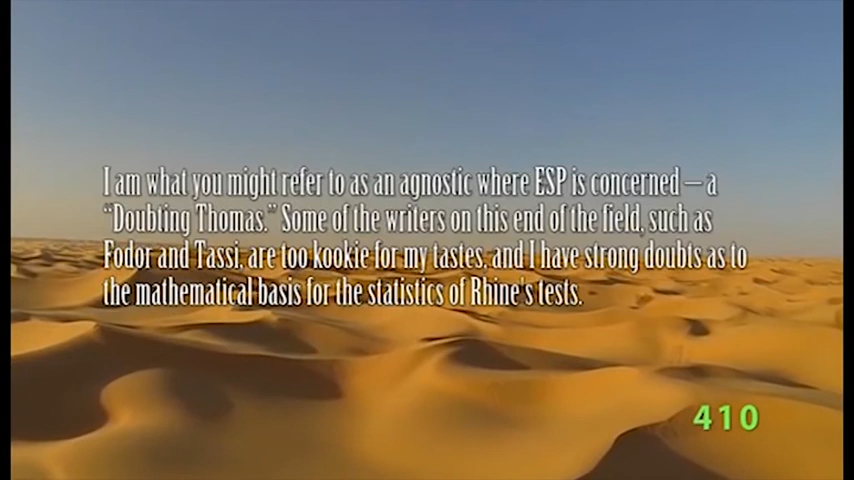 I am what you might refer to as an agnostic where ESP is concerned – a
“Doubting Thomas.” Some of the writers on this end of the field, such as
Fodor and Tassi, are too kookie for my tastes, and I have strong doubts as to
the mathematical basis for the statistics of Rhine's tests.
410